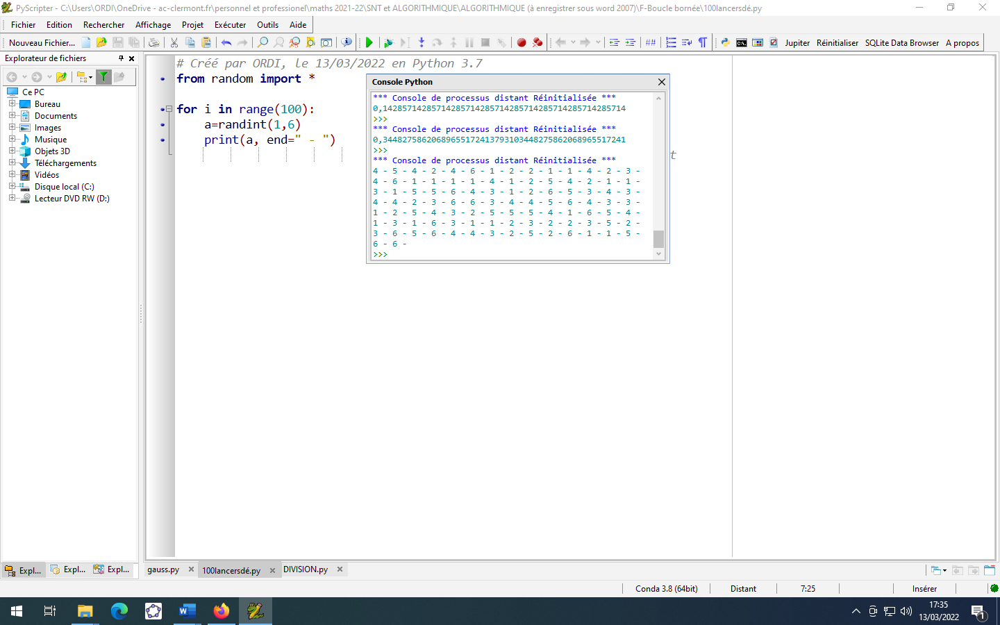 PyScripter - C:\Users\ORDI\OneDrive - ac-clermont.fr\personnel et professionel\maths 2021-22\SNT et ALGORITHMIQUE\ALGORITHMIQUE (à enregistrer sous word 2007)\F-Boucle bornée\100lancersdé.py
Fichier Edition Rechercher Affichage Projet Exécuter Outils Aide
Nouveau Fichier... ## Jupiter Réinitialiser SQLite Data Browser A propos
Explorateur de fichiers
Ce PC
Bureau
Documents
Images
Musique
Objets 3D
Téléchargements
Vidéos
Disque local (C:)
Lecteur DVD RW (D:)
# Créé par ORDI, le 13/03/2022 en Python 3.7
from random import *
for i in range(100):
a=randint(1,6)
print(a, end=" - ")
t
Console Python
*** Console de processus distant Réinitialisée ***
0,14285714285714285714285714285714285714285714285714
>>>
*** Console de processus distant Réinitialisée ***
0,34482758620689655172413793103448275862068965517241
>>>
*** Console de processus distant Réinitialisée ***
4 - 5 - 4 - 2 - 4 - 6 - 1 - 2 - 2 - 1 - 1 - 4 - 2 - 3 -
4 - 6 - 1 - 1 - 1 - 1 - 4 - 1 - 2 - 5 - 4 - 2 - 1 - 1 -
3 - 1 - 5 - 5 - 6 - 4 - 3 - 1 - 2 - 6 - 5 - 3 - 4 - 3 -
4 - 4 - 2 - 3 - 6 - 6 - 3 - 4 - 4 - 5 - 6 - 4 - 3 - 3 -
1 - 2 - 5 - 4 - 3 - 2 - 5 - 5 - 5 - 4 - 1 - 6 - 5 - 4 -
1 - 3 - 1 - 6 - 3 - 1 - 1 - 2 - 3 - 2 - 2 - 3 - 5 - 2 -
3 - 6 - 5 - 6 - 4 - 4 - 3 - 2 - 5 - 2 - 6 - 1 - 1 - 5 -
6 - 6 -
>>>
Expl... Expl... Expl...
gauss.py 100lancersdé.py DIVISION.py
Conda 3.8 (64bit) Distant 7:25 Insérer
17:35
13/03/2022
1